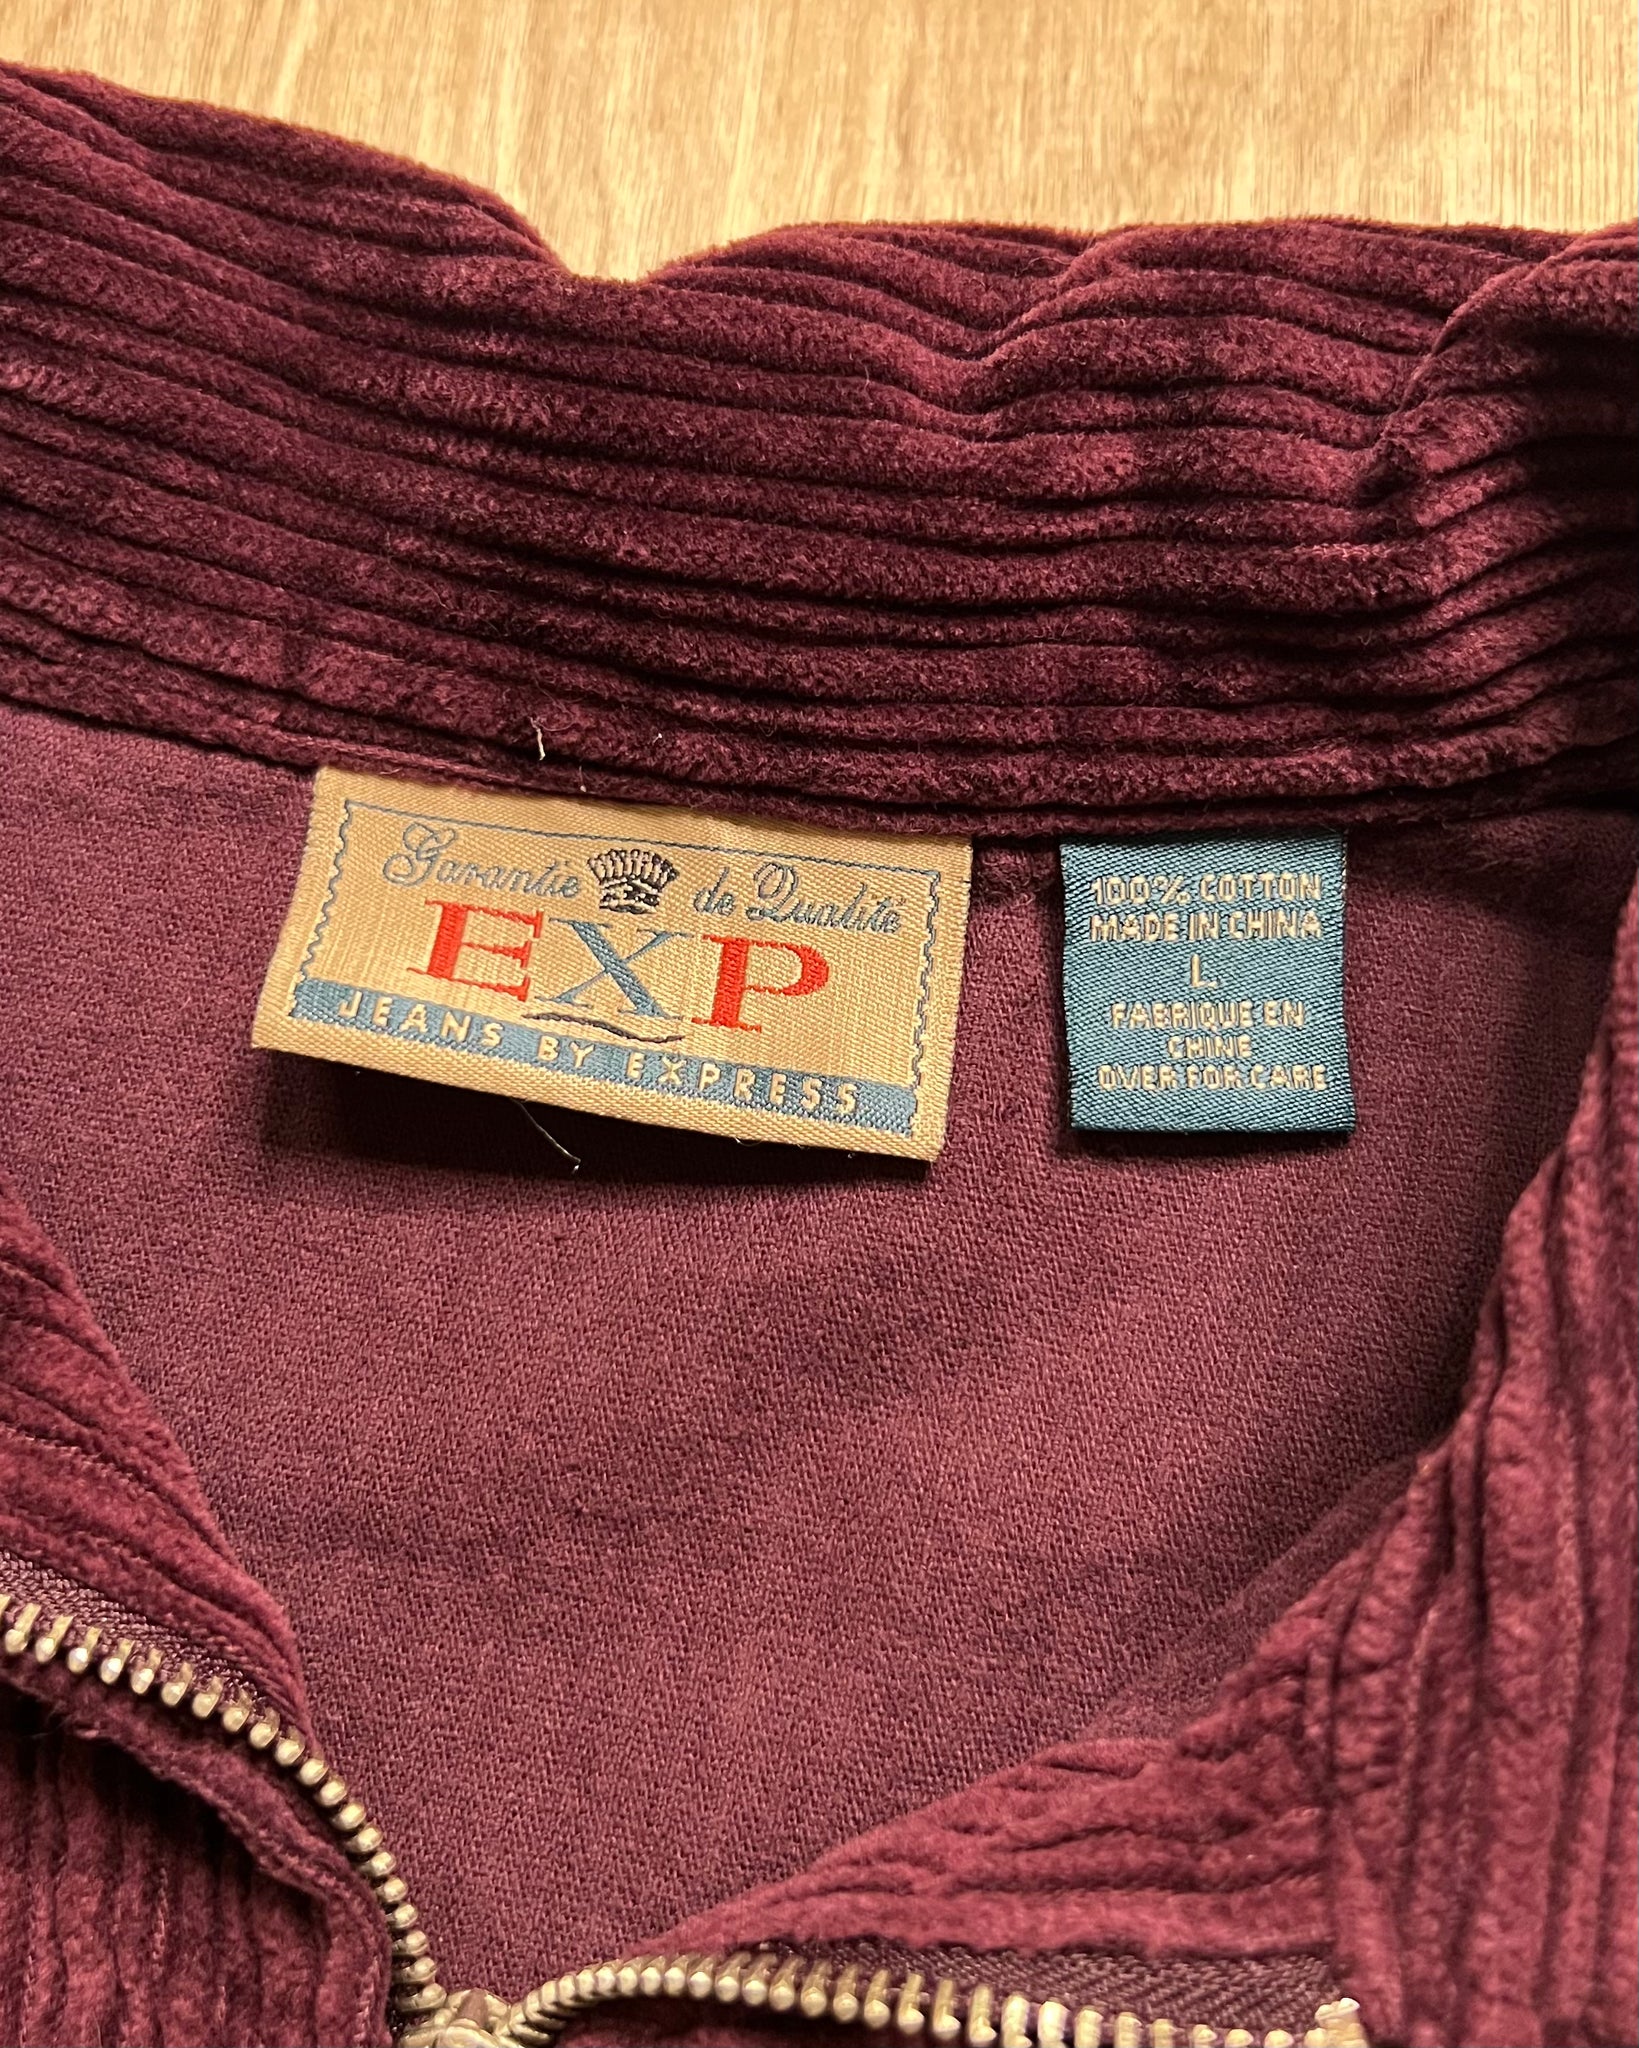 Garantie de Qualité
EXP
JEANS BY EXPRESS
100% COTTON
MADE IN CHINA
L
FABRIQUE EN
CHINE
OVER FOR CARE